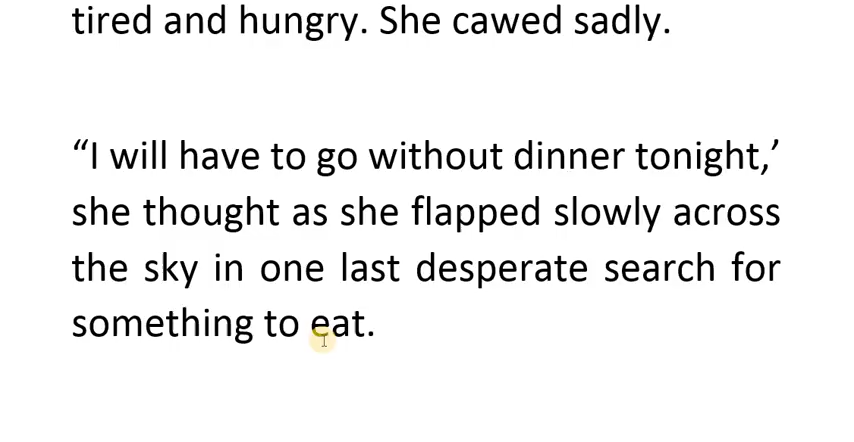 tired and hungry. She cawed sadly.
“I will have to go without dinner tonight,’
she thought as she flapped slowly across
the sky in one last desperate search for
something to eat.